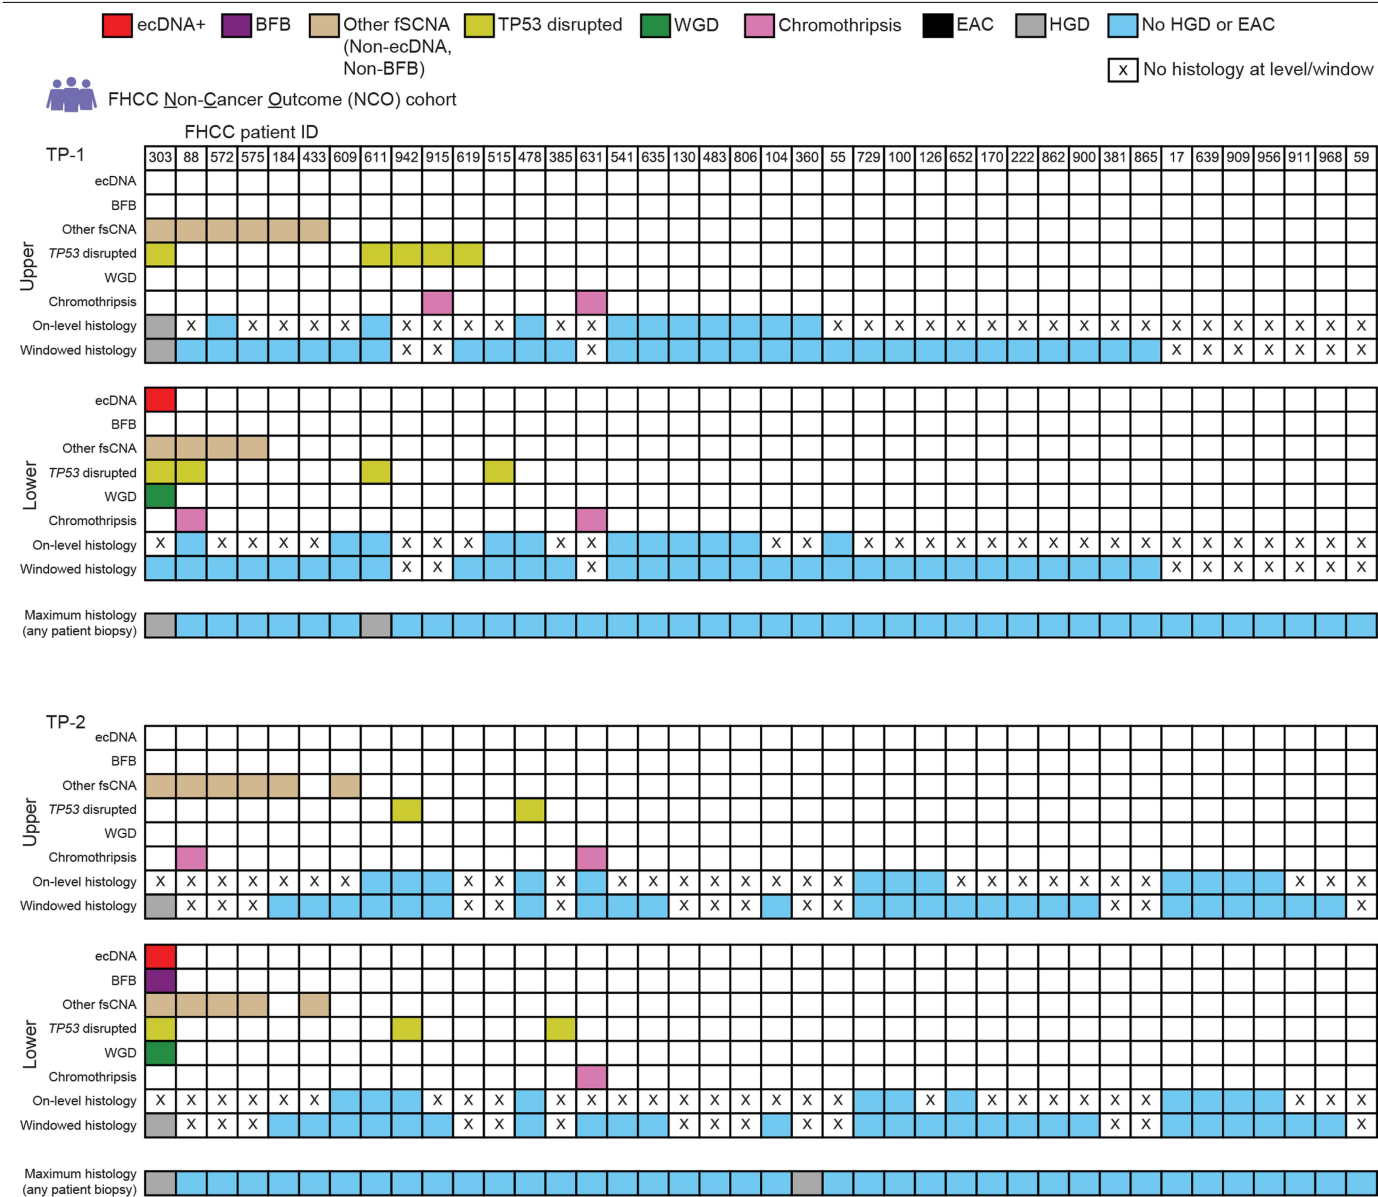 ecDNA+ BFB Other fSCNA TP53 disrupted WGD Chromothripsis EAC HGD No HGD or EAC
(Non-ecDNA,
Non-BFB)
X No histology at level/window
FHCC Non-Cancer Outcome (NCO) cohort
FHCC patient ID
TP-1 303 88 572 575 184 433 609 611 942 915 619 515 478 385 631 541 635 130 483 806 104 360 55 729 100 126 652 170 222 862 900 381 865 17 639 909 956 911 968 59
Upper
ecDNA
BFB
Other fsCNA
TP53 disrupted
WGD
Chromothripsis
On-level histology X X X X X X X X X X X X X X X X X X X X X X X X X X X X X
Windowed histology X X X X X X X X X X
Lower
ecDNA
BFB
Other fsCNA
TP53 disrupted
WGD
Chromothripsis
On-level histology X X X X X X X X X X X X X X X X X X X X X X X X X X X X X
Windowed histology X X X X X X X X X X
Maximum histology
(any patient biopsy)
TP-2
Upper
ecDNA
BFB
Other fsCNA
TP53 disrupted
WGD
Chromothripsis
On-level histology X X X X X X X X X X X X X X X X X X X X X X X X X X X X
Windowed histology X X X X X X X X X X X X X X
Lower
ecDNA
BFB
Other fsCNA
TP53 disrupted
WGD
Chromothripsis
On-level histology X X X X X X X X X X X X X X X X X X X X X X X X X X X X X
Windowed histology X X X X X X X X X X X X X X
Maximum histology
(any patient biopsy)